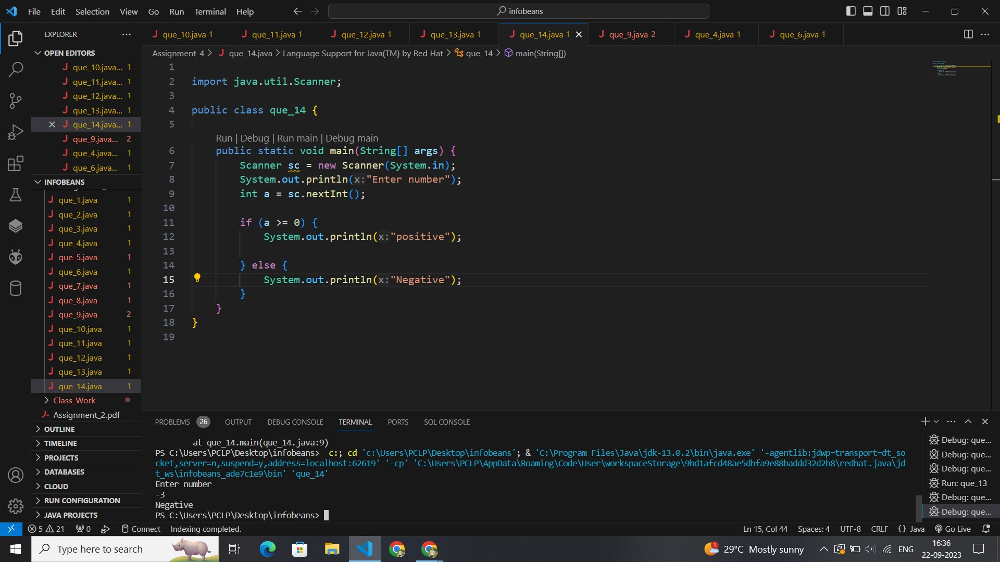 File Edit Selection View Go Run Terminal Help
infobeans
EXPLORER
OPEN EDITORS
que_10.java... 1
que_11.java... 1
que_12.java... 1
que_13.java... 1
que_14.java... 1
que_9.java... 2
que_4.java... 1
que_6.java... 1
INFOBEANS
que_1.java 1
que_2.java 1
que_3.java 1
que_4.java 1
que_5.java 1
que_6.java 1
que_7.java 1
que_8.java 1
que_9.java 2
que_10.java 1
que_11.java 1
que_12.java 1
que_13.java 1
que_14.java 1
Class_Work
Assignment_2.pdf
OUTLINE
TIMELINE
PROJECTS
DATABASES
CLOUD
RUN CONFIGURATION
JAVA PROJECTS
que_10.java 1 que_11.java 1 que_12.java 1 que_13.java 1 que_14.java 1 que_9.java 2 que_4.java 1 que_6.java 1
Assignment_4 > que_14.java > Language Support for Java(TM) by Red Hat > que_14 > main(String[])
1
2 import java.util.Scanner;
3
4 public class que_14 {
5
Run | Debug | Run main | Debug main
6 public static void main(String[] args) {
7 Scanner sc = new Scanner(System.in);
8 System.out.println(x:"Enter number");
9 int a = sc.nextInt();
10
11 if (a >= 0) {
12 System.out.println(x:"positive");
13
14 } else {
15 System.out.println(x:"Negative");
16 }
17 }
18 }
19
PROBLEMS 26 OUTPUT DEBUG CONSOLE TERMINAL PORTS SQL CONSOLE
at que_14.main(que_14.java:9)
PS C:\Users\PCLP\Desktop\infobeans> c:; cd 'c:\Users\PCLP\Desktop\infobeans'; & 'C:\Program Files\Java\jdk-13.0.2\bin\java.exe' '-agentlib:jdwp=transport=dt_so
cket,server=n,suspend=y,address=localhost:62619' '-cp' 'C:\Users\PCLP\AppData\Roaming\Code\User\workspaceStorage\9bd1afcd48ae5dbfa9e88baddd32d2b8\redhat.java\jd
t_ws\infobeans_ade7c1e9\bin' 'que_14'
Enter number
-3
Negative
PS C:\Users\PCLP\Desktop\infobeans>
Debug: que...
Debug: que...
Debug: que...
Run: que_13
Debug: que...
Debug: que...
5 21 0 Connect Indexing completed. Ln 15, Col 44 Spaces: 4 UTF-8 CRLF {} Java Go Live
Type here to search
1 29°C Mostly sunny ENG
16:36
22-09-2023